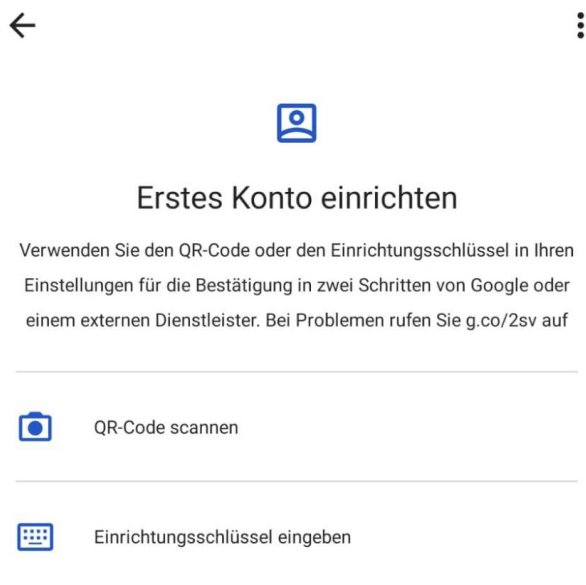 Erstes Konto einrichten
Verwenden Sie den QR-Code oder den Einrichtungsschlüssel in Ihren
Einstellungen für die Bestätigung in zwei Schritten von Google oder
einem externen Dienstleister. Bei Problemen rufen Sie g.co/2sv auf
QR-Code scannen
Einrichtungsschlüssel eingeben